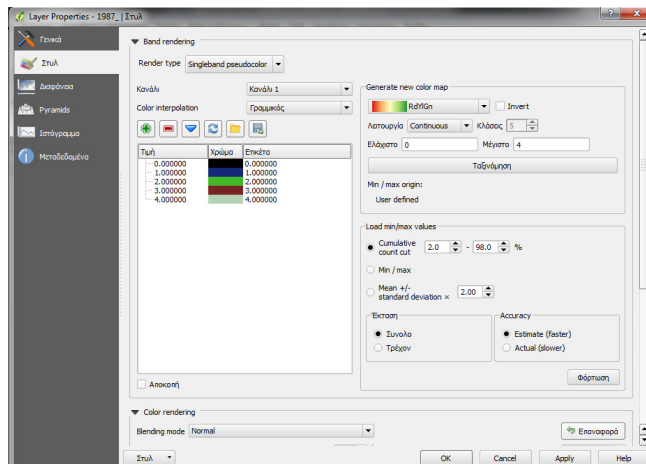 Layer Properties - 1987_ | Στυλ
Γενικά
Στυλ
Διαφάνεια
Pyramids
Ιστόγραμμα
Μεταδεδομένα
Band rendering
Render type Singleband pseudocolor
Κανάλι Κανάλι 1
Color interpolation Γραμμικός
Τιμή Χρώμα Ετικέτα
0.000000 0.000000
1.000000 1.000000
2.000000 2.000000
3.000000 3.000000
4.000000 4.000000
Αποκοπή
Generate new color map
RdYlGn Invert
Λειτουργία Continuous Κλάσεις 5
Ελάχιστο 0 Μέγιστο 4
Ταξινόμηση
Min / max origin:
User defined
Load min/max values
Cumulative
count cut 2.0 - 98.0 %
Min / max
Mean +/-
standard deviation × 2.00
Έκταση
Συνολο
Τρέχον
Accuracy
Estimate (faster)
Actual (slower)
Φόρτωση
Color rendering
Blending mode Normal
Επαναφορά
Στυλ
OK Cancel Apply Help